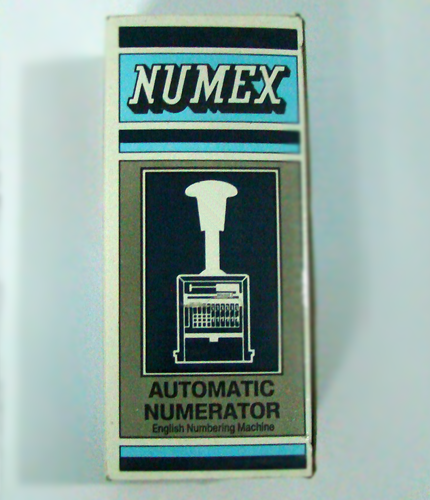 NUMEX
AUTOMATIC
NUMERATOR
English Numbering Machine